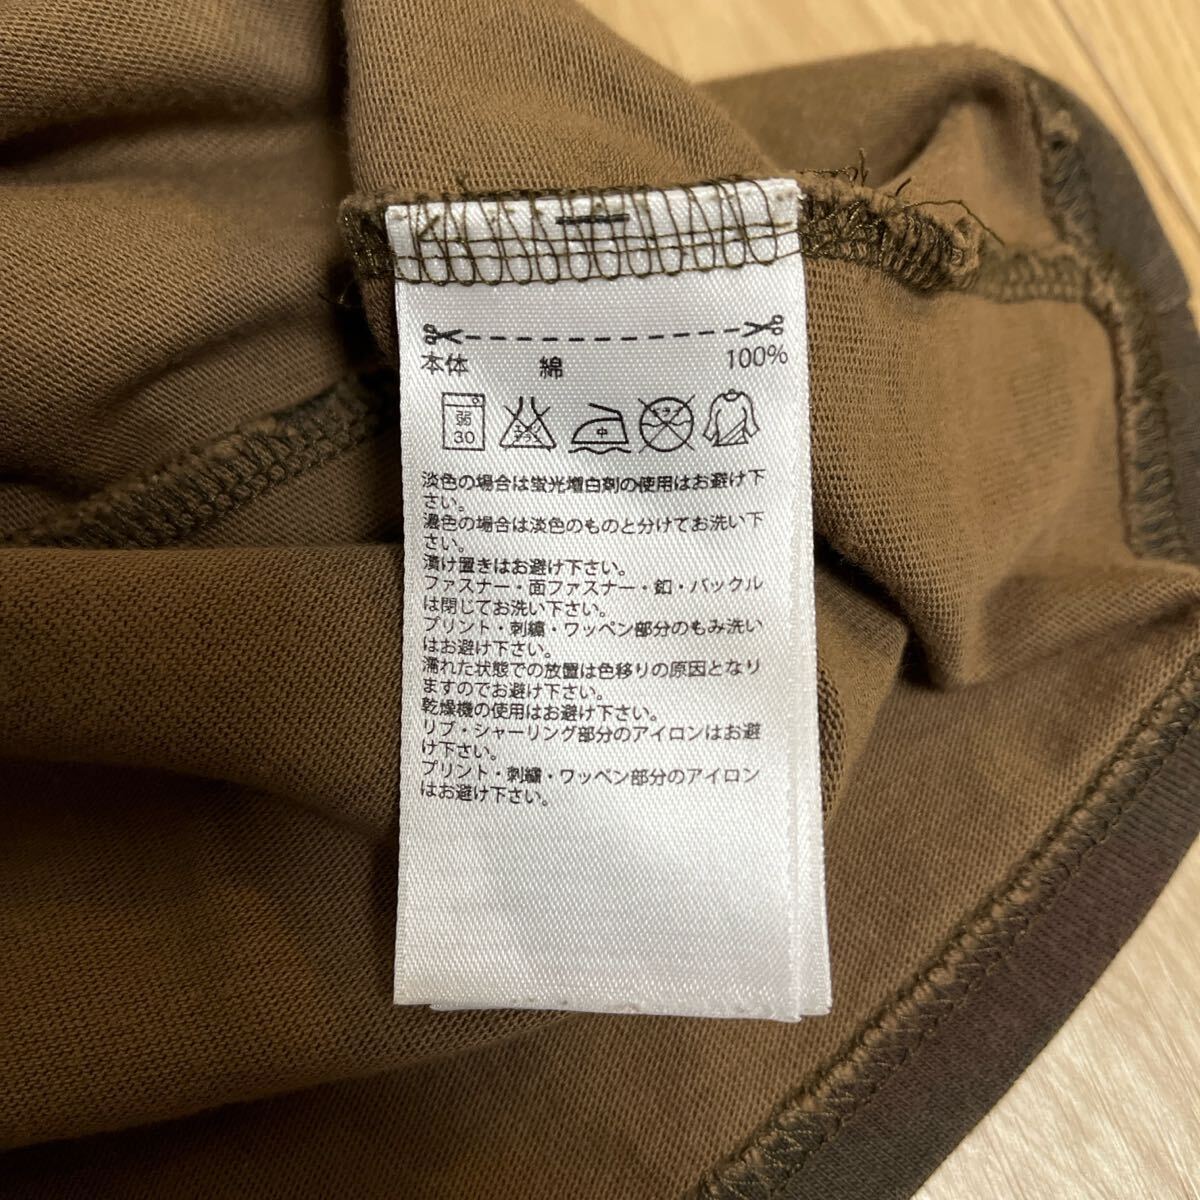 本体 綿 100%
弱
30
エンソ
サラシ
中
ドライ
淡色の場合は蛍光増白剤の使用はお避け下
さい。
濃色の場合は淡色のものと分けてお洗い下
さい。
漬け置きはお避け下さい。
ファスナー・面ファスナー・釦・バックル
は閉じてお洗い下さい。
プリント・刺繍・ワッペン部分のもみ洗い
はお避け下さい。
濡れた状態での放置は色移りの原因となり
ますのでお避け下さい。
乾燥機の使用はお避け下さい。
リブ・シャーリング部分のアイロンはお避
け下さい。
プリント・刺繍・ワッペン部分のアイロン
はお避け下さい。